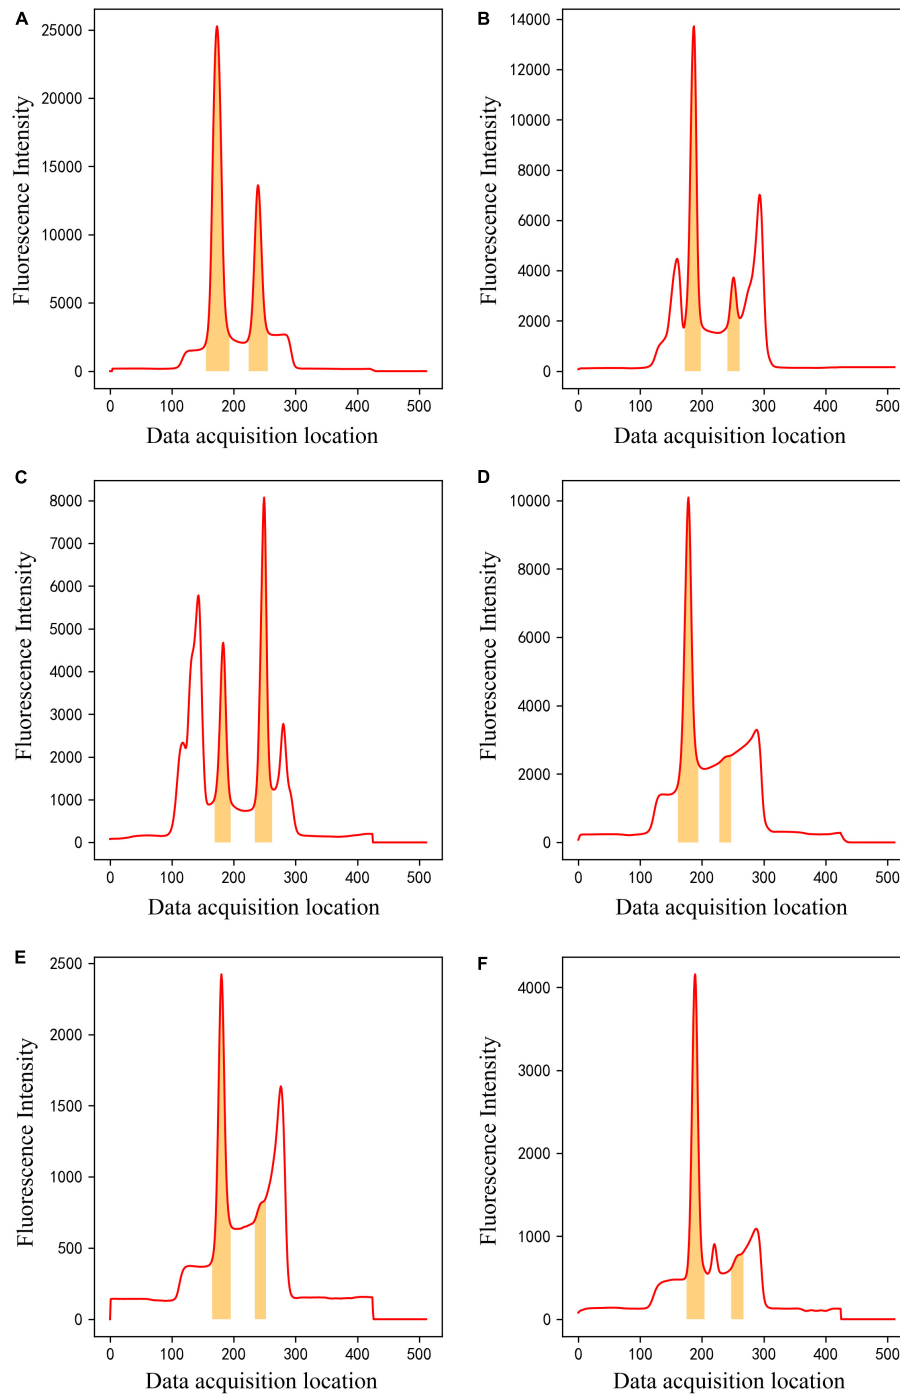 A
Fluorescence Intensity
25000
20000
15000
10000
5000
0
0 100 200 300 400 500
Data acquisition location
B
Fluorescence Intensity
14000
12000
10000
8000
6000
4000
2000
0
0 100 200 300 400 500
Data acquisition location
C
Fluorescence Intensity
8000
7000
6000
5000
4000
3000
2000
1000
0
0 100 200 300 400 500
Data acquisition location
D
Fluorescence Intensity
10000
8000
6000
4000
2000
0
0 100 200 300 400 500
Data acquisition location
E
Fluorescence Intensity
2500
2000
1500
1000
500
0
0 100 200 300 400 500
Data acquisition location
F
Fluorescence Intensity
4000
3000
2000
1000
0
0 100 200 300 400 500
Data acquisition location